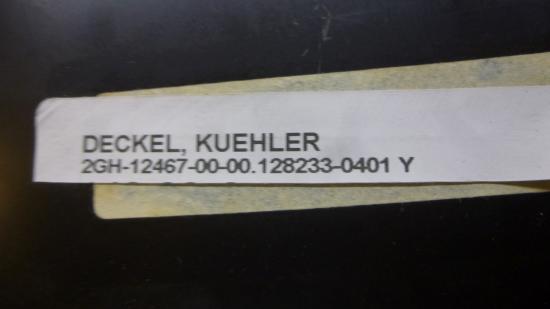 DECKEL, KUEHLER
2GH-12467-00-00.128233-0401 Y